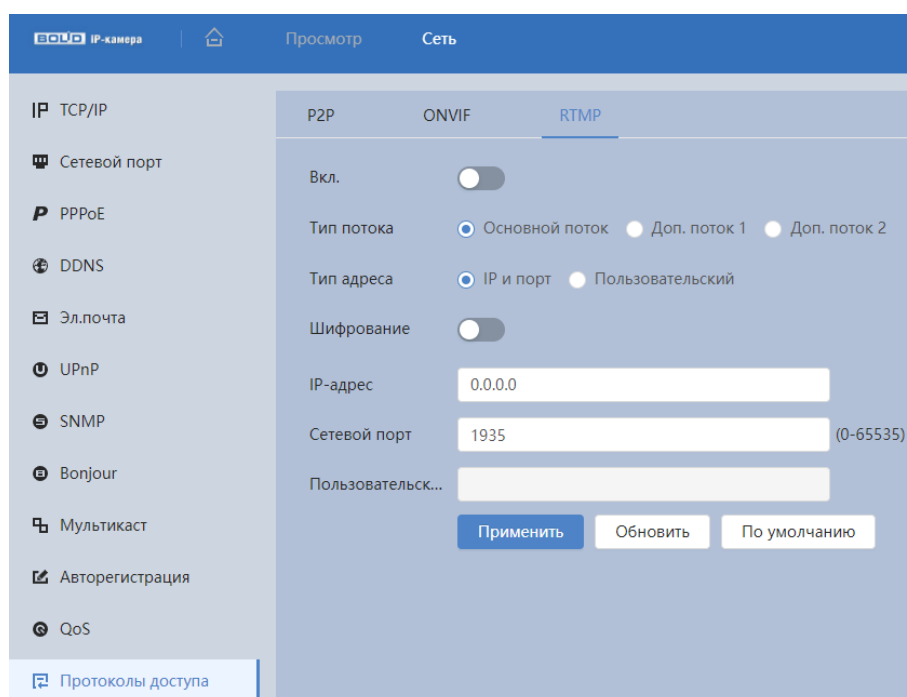 BOLID IP-камера Просмотр Сеть
IP TCP/IP
Сетевой порт
PPPoE
DDNS
Эл.почта
UPnP
SNMP
Bonjour
Мультикаст
Авторегистрация
QoS
Протоколы доступа
P2P ONVIF RTMP
Вкл.
Тип потока Основной поток Доп. поток 1 Доп. поток 2
Тип адреса IP и порт Пользовательский
Шифрование
IP-адрес 0.0.0.0
Сетевой порт 1935 (0-65535)
Пользовательск...
Применить Обновить По умолчанию